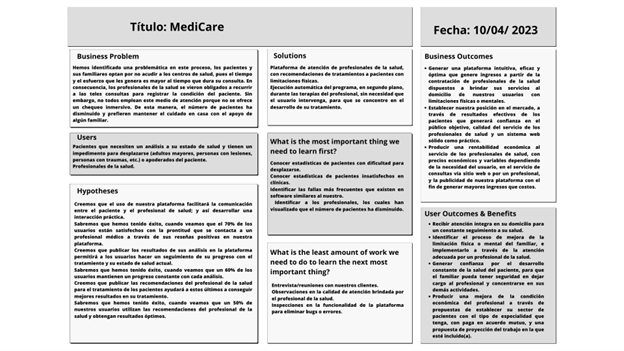 Título: MediCare
Fecha: 10/04/ 2023
Business Problem
Hemos identificado una problemática en este proceso, los pacientes y
sus familiares optan por no acudir a los centros de salud, pues el tiempo
y el esfuerzo que les genera es mayor al tiempo que dura su consulta. En
consecuencia, los profesionales de la salud se vieron obligados a recurrir
a las teles consultas para registrar la condición del paciente. Sin
embargo, no todos emplean este medio de atención porque no se ofrece
un chequeo inmersivo. De esta manera, el número de pacientes ha
disminuido y prefieren mantener el cuidado en casa con el apoyo de
algún familiar.
Users
Pacientes que necesiten un análisis a su estado de salud y tienen un
impedimento para desplazarse (adultos mayores, personas con lesiones,
personas con traumas, etc.) o apoderados del paciente.
Profesionales de la salud.
Hypotheses
Creemos que el uso de nuestra plataforma facilitará la comunicación
entre el paciente y el profesional de salud; y así desarrollar una
interacción práctica.
Sabremos que hemos tenido éxito, cuando veamos que el 70% de los
usuarios están satisfechos con la prontitud que se contacta a un
profesional médico a través de sus reseñas positivas en nuestra
plataforma.
Creemos que publicar los resultados de sus análisis en la plataforma
permitirá a los usuarios hacer un seguimiento de su progreso con el
tratamiento y su estado de salud actual.
Sabremos que hemos tenido éxito, cuando veamos que un 60% de los
usuarios mantienen un progreso constante con cada análisis.
Creemos que publicar las recomendaciones del profesional de la salud
para el tratamiento de los pacientes ayudará a estos últimos a conseguir
mejores resultados en su tratamiento.
Sabremos que hemos tenido éxito, cuando veamos que un 50% de
nuestros usuarios utilizan las recomendaciones del profesional de la
salud y obtengan resultados óptimos.
Solutions
Plataforma de atención de profesionales de la salud,
con recomendaciones de tratamientos a pacientes con
limitaciones físicas.
Ejecución automática del programa, en segundo plano,
durante las terapias del profesional, sin necesidad que
el usuario intervenga, para que se concentre en el
desarrollo de su tratamiento.
What is the most important thing we
need to learn first?
Conocer estadísticas de pacientes con dificultad para
desplazarse.
Conocer estadísticas de pacientes insatisfechos en
clínicas.
Identificar las fallas más frecuentes que existen en
software similares al nuestro.
Identificar a profesionales, los cuales han
visualizado que el número de pacientes ha disminuido.
What is the least amount of work we
need to do to learn the next most
important thing?
Entrevista/reuniones con nuestros clientes.
Observaciones en la calidad de atención brindada por
el profesional de la salud.
Inspecciones en la funcionalidad de la plataforma
para eliminar bugs o errores.
Business Outcomes
• Generar una plataforma intuitiva, eficaz y
óptima que genere ingresos a partir de la
contratación de profesionales de la salud
dispuestos a brindar sus servicios al
domicilio de nuestros usuarios con
limitaciones físicas o mentales.
• Establecer nuestra posición en el mercado, a
través de resultados efectivos de los
pacientes que generará confianza en el
público objetivo, calidad del servicio de los
profesionales de salud y un sistema web
sólido como práctico.
• Producir una rentabilidad económica al
servicio de los profesionales de salud, con
precios económicos y variables dependiendo
de la necesidad del usuario, en el servicio de
consultas vía sitio web o por un profesional,
y la publicidad de nuestra plataforma con el
fin de generar mayores ingresos que costos.
User Outcomes & Benefits
• Recibir atención íntegra en su domicilio para
un constante seguimiento a su salud.
• Identificar el proceso de mejora de la
limitación física o mental del familiar, o
implementarlo a través de la atención
adecuada por un profesional de la salud.
• Generar confianza por el desarrollo
constante de la salud del paciente, para que
el familiar pueda tener seguridad en dejar
al profesional y concentrarse en sus
demás actividades.
• Producir una mejora de la condición
económica del profesional a través de
propuestas de establecer su sector de
pacientes con el tipo de especialidad que
tenga, con pago en acuerdo mutuo, y una
propuesta de proyección del trabajo en la que
esté incluido(a).